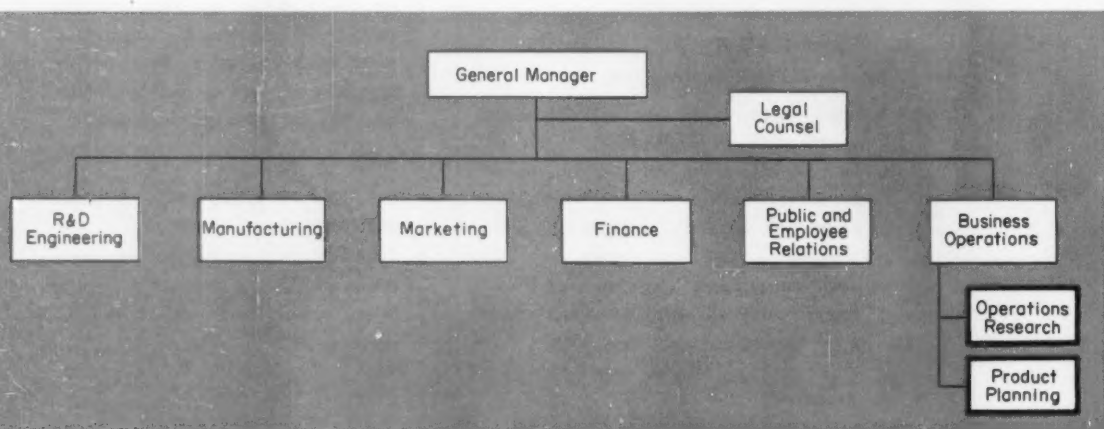 General Manager
Legal
Counsel
R&D
Engineering
Manufacturing
Marketing
Finance
Public and
Employee
Relations
Business
Operations
Operations
Research
Product
Planning